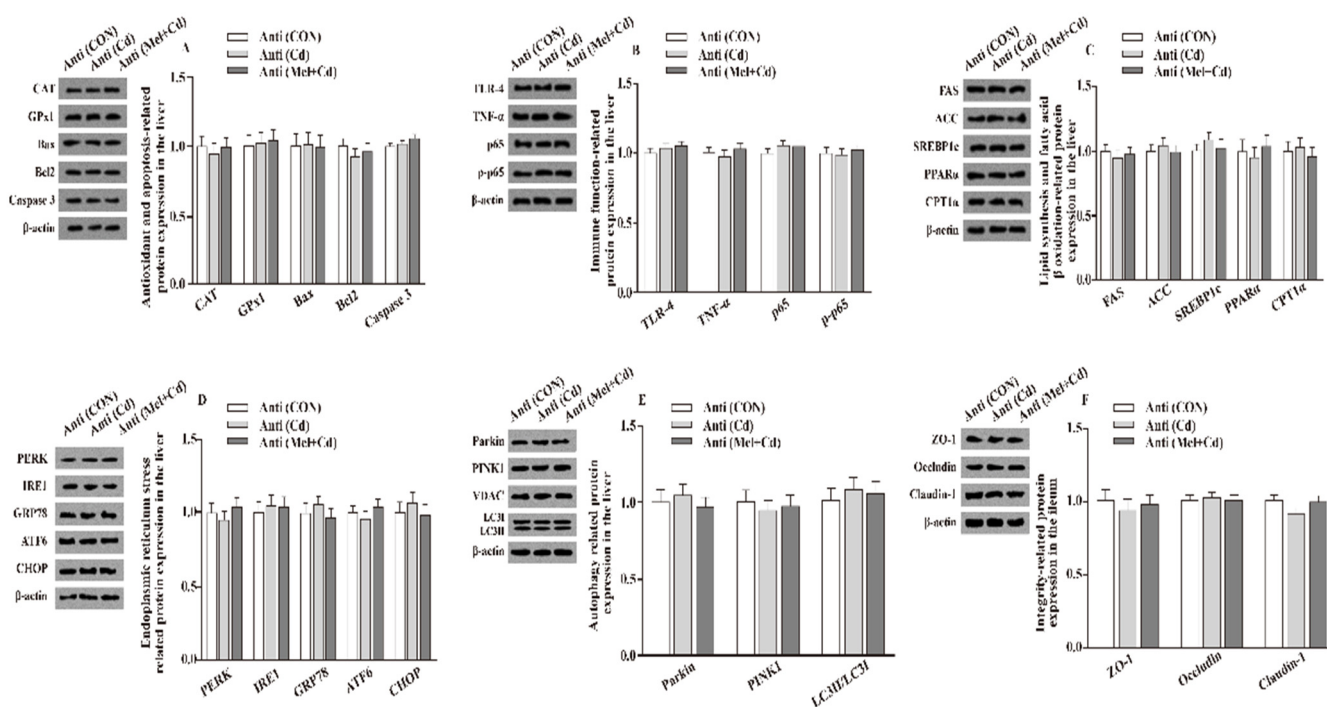 Anti (CON)
Anti (Cd)
Anti (Mel+Cd)
CAT
GPx1
Bax
Bcl2
Caspase 3
β-actin
A
Anti (CON)
Anti (Cd)
Anti (Mel+Cd)
Antioxidant and apoptosis-related
protein expression in the liver
1.5
1.0
0.5
0.0
CAT
GPx1
Bax
Bcl2
Caspase 3
Anti (CON)
Anti (Cd)
Anti (Mel+Cd)
TLR-4
TNF-α
p65
p-p65
β-actin
B
Anti (CON)
Anti (Cd)
Anti (Mel+Cd)
Immune function-related
protein expression in the liver
1.5
1.0
0.5
0.0
TLR-4
TNF-α
p65
p-p65
Anti (CON)
Anti (Cd)
Anti (Mel+Cd)
FAS
ACC
SREBP1c
PPARα
CPT1α
β-actin
C
Anti (CON)
Anti (Cd)
Anti (Mel+Cd)
Lipid synthesis and fatty acid
β oxidation-related protein
expression in the liver
1.5
1.0
0.5
0.0
FAS
ACC
SREBP1c
PPARα
CPT1α
Anti (CON)
Anti (Cd)
Anti (Mel+Cd)
PERK
IRE1
GRP78
ATF6
CHOP
β-actin
D
Anti (CON)
Anti (Cd)
Anti (Mel+Cd)
Endoplasmic reticulum stress
related protein expression in the liver
1.5
1.0
0.5
0.0
PERK
IRE1
GRP78
ATF6
CHOP
Anti (CON)
Anti (Cd)
Anti (Mel+Cd)
Parkin
PINK1
VDAC
LC3I
LC3II
β-actin
E
Anti (CON)
Anti (Cd)
Anti (Mel+Cd)
Autophagy related protein
expression in the liver
1.5
1.0
0.5
0.0
Parkin
PINK1
LC3II/LC3I
Anti (CON)
Anti (Cd)
Anti (Mel+Cd)
ZO-1
Occludin
Claudin-1
β-actin
F
Anti (CON)
Anti (Cd)
Anti (Mel+Cd)
Integrity-related protein
expression in the ileum
1.5
1.0
0.5
0.0
ZO-1
Occludin
Claudin-1